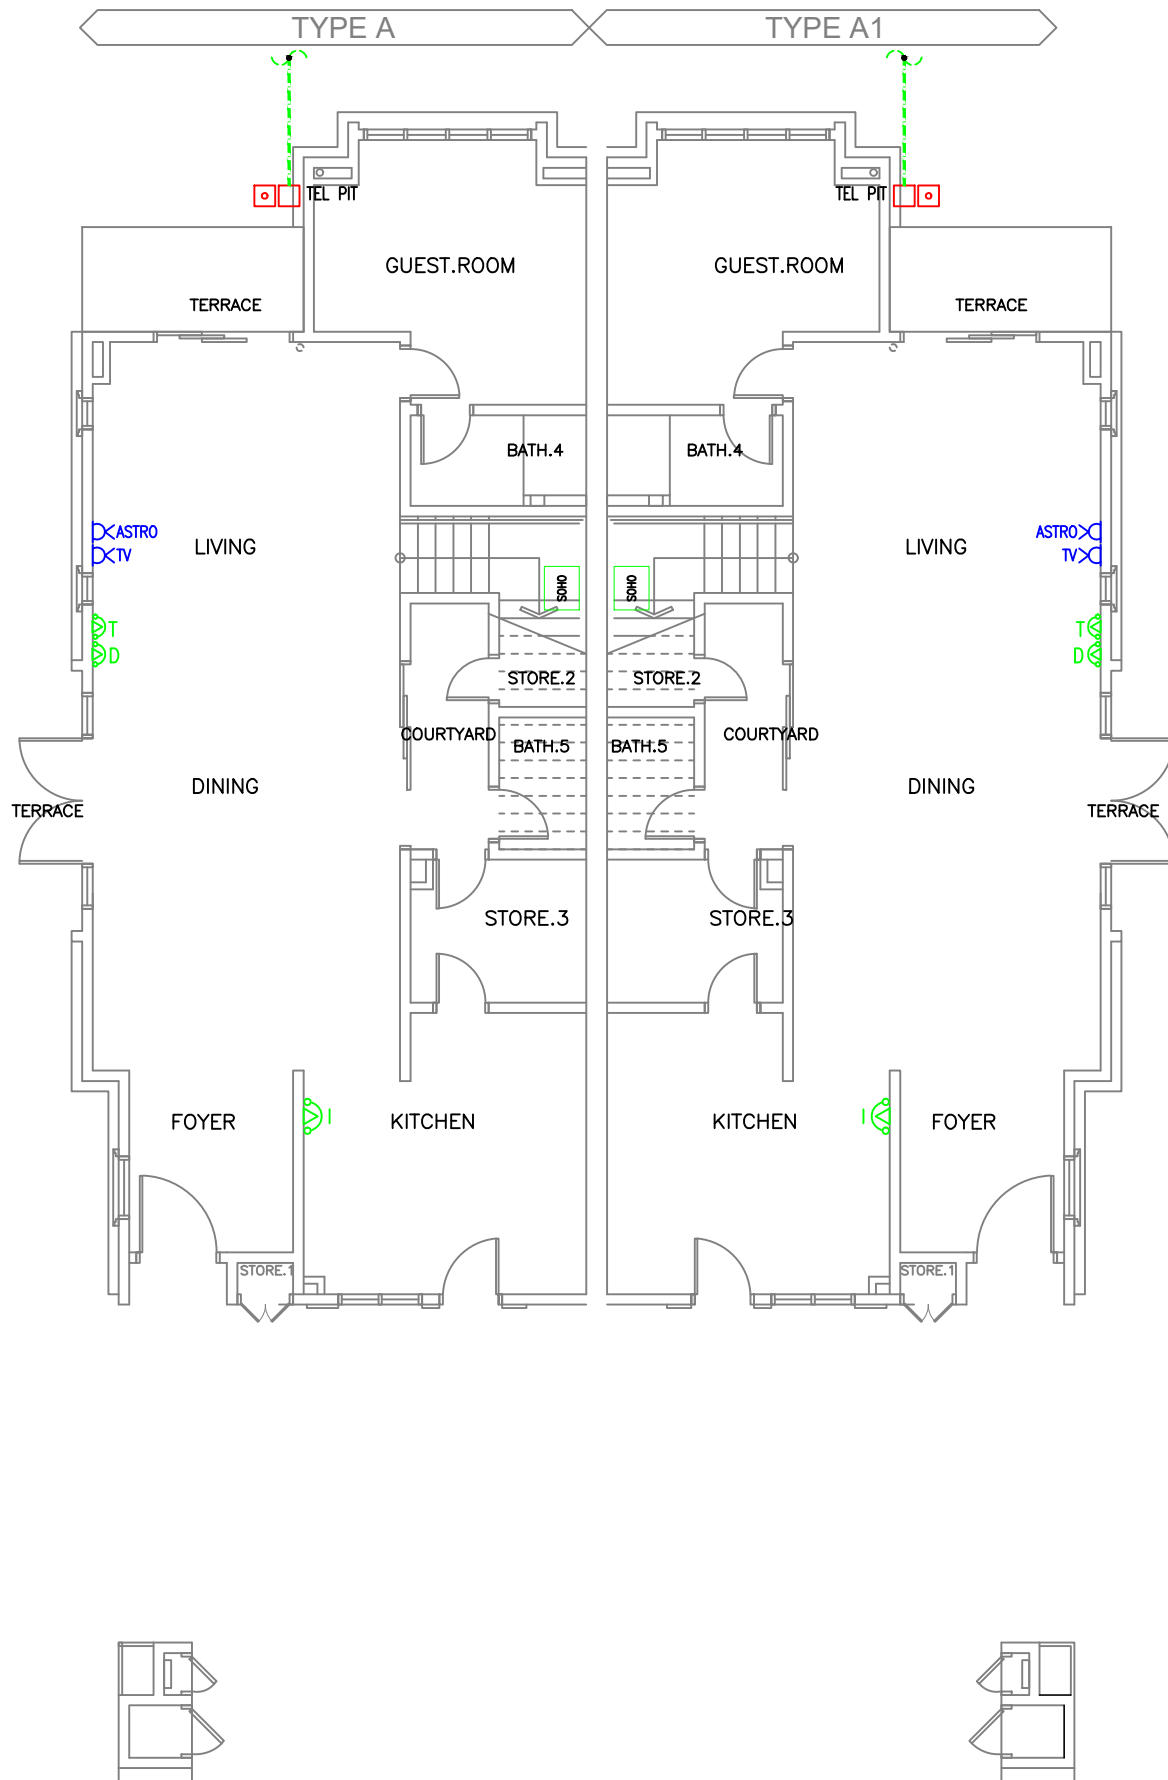 TYPE A
TYPE A1
TEL PIT
TEL PIT
GUEST.ROOM
GUEST.ROOM
TERRACE
TERRACE
BATH.4
BATH.4
ASTRO
ASTRO
LIVING
LIVING
TV
TV
SOHO
SOHO
T
T
D
D
STORE.2
STORE.2
COURTYARD
COURTYARD
BATH.5
BATH.5
DINING
DINING
TERRACE
TERRACE
STORE.3
STORE.3
I
I
FOYER
KITCHEN
KITCHEN
FOYER
STORE.1
STORE.1